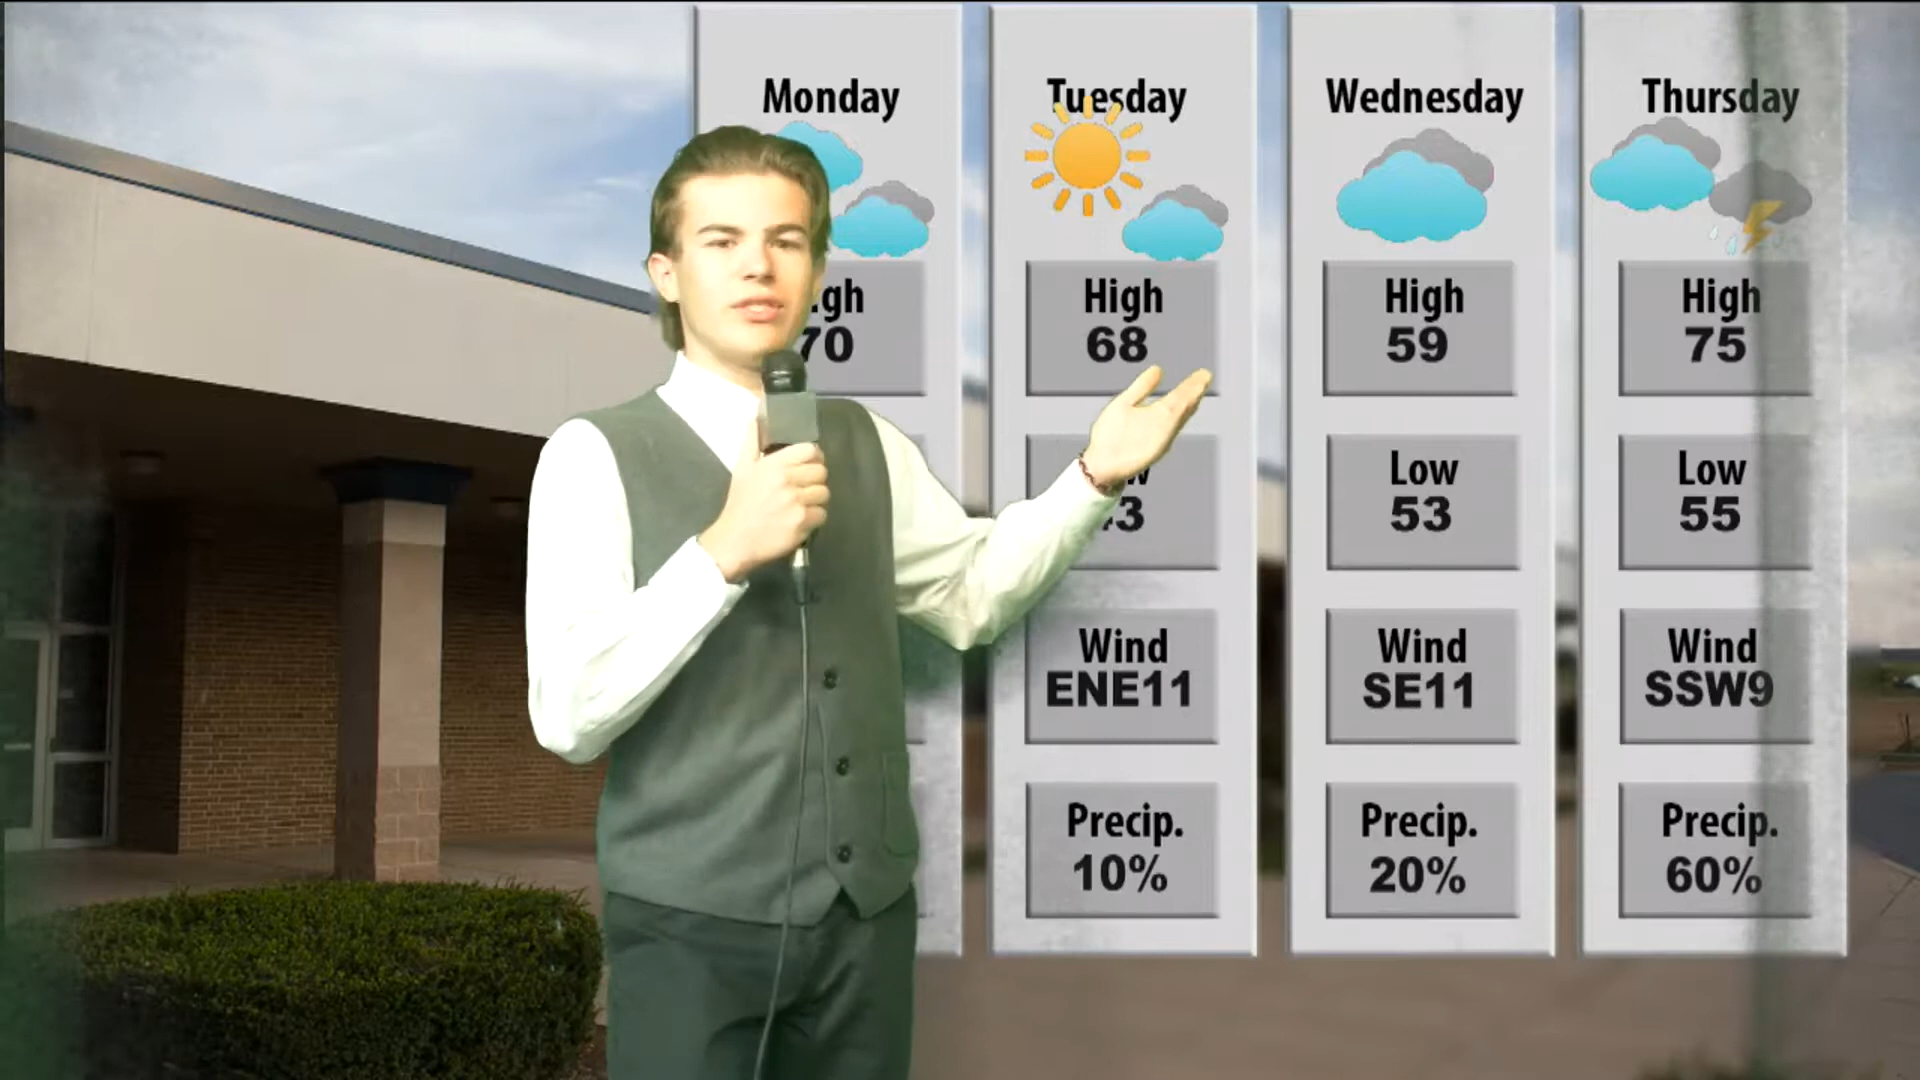 Monday
70
Tuesday
High
68
Wind
ENE11
Precip.
10%
Wednesday
High
59
Low
53
Wind
SE11
Precip.
20%
Thursday
High
75
Low
55
Wind
SSW9
Precip.
60%